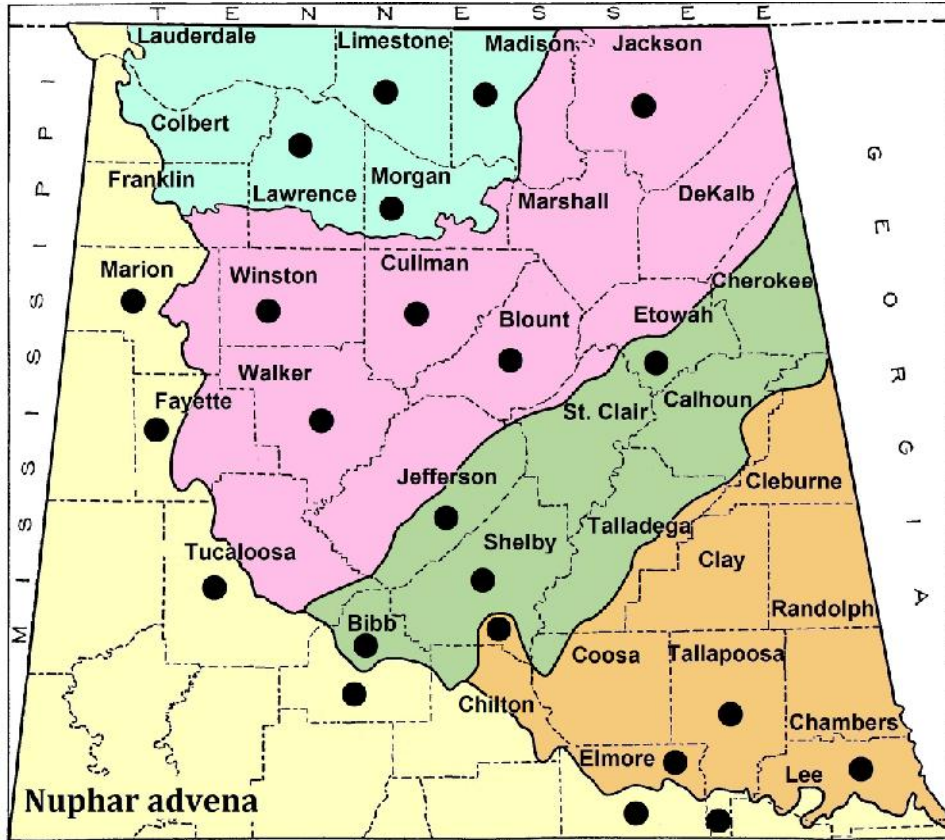 T E N N E S S E E
Lauderdale Limestone Madison Jackson
Colbert
Franklin Lawrence Morgan Marshall DeKalb
Marion Winston Cullman Cherokee
Blount Etowah
Walker
Fayette St. Clair Calhoun
Jefferson Cleburne
Tucaloosa Shelby Talladega
Clay
Bibb Randolph
Coosa Tallapoosa
Chilton Chambers
Elmore Lee
Nuphar advena
M I S S I S S I P P I
G E O R G I A